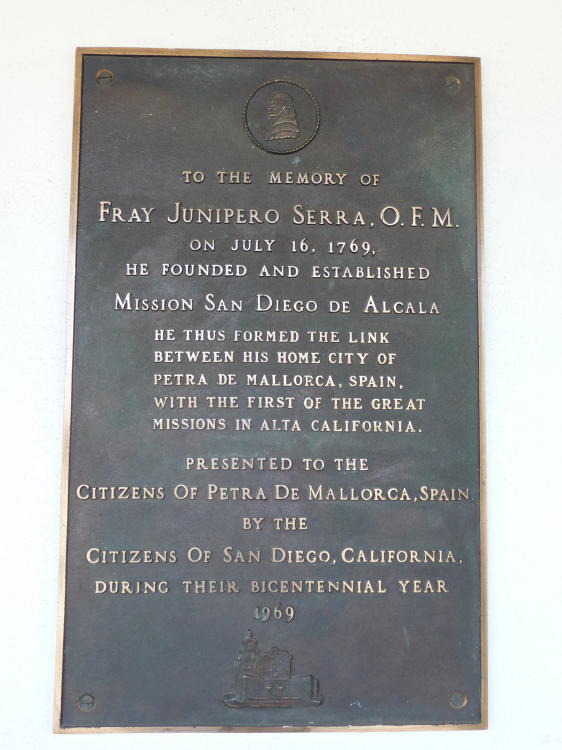 TO THE MEMORY OF
FRAY JUNIPERO SERRA, O.F.M.
ON JULY 16, 1769,
HE FOUNDED AND ESTABLISHED
MISSION SAN DIEGO DE ALCALA
HE THUS FORMED THE LINK
BETWEEN HIS HOME CITY OF
PETRA DE MALLORCA, SPAIN,
WITH THE FIRST OF THE GREAT
MISSIONS IN ALTA CALIFORNIA.
PRESENTED TO THE
CITIZENS OF PETRA DE MALLORCA, SPAIN,
BY THE
CITIZENS OF SAN DIEGO, CALIFORNIA,
DURING THEIR BICENTENNIAL YEAR
1969